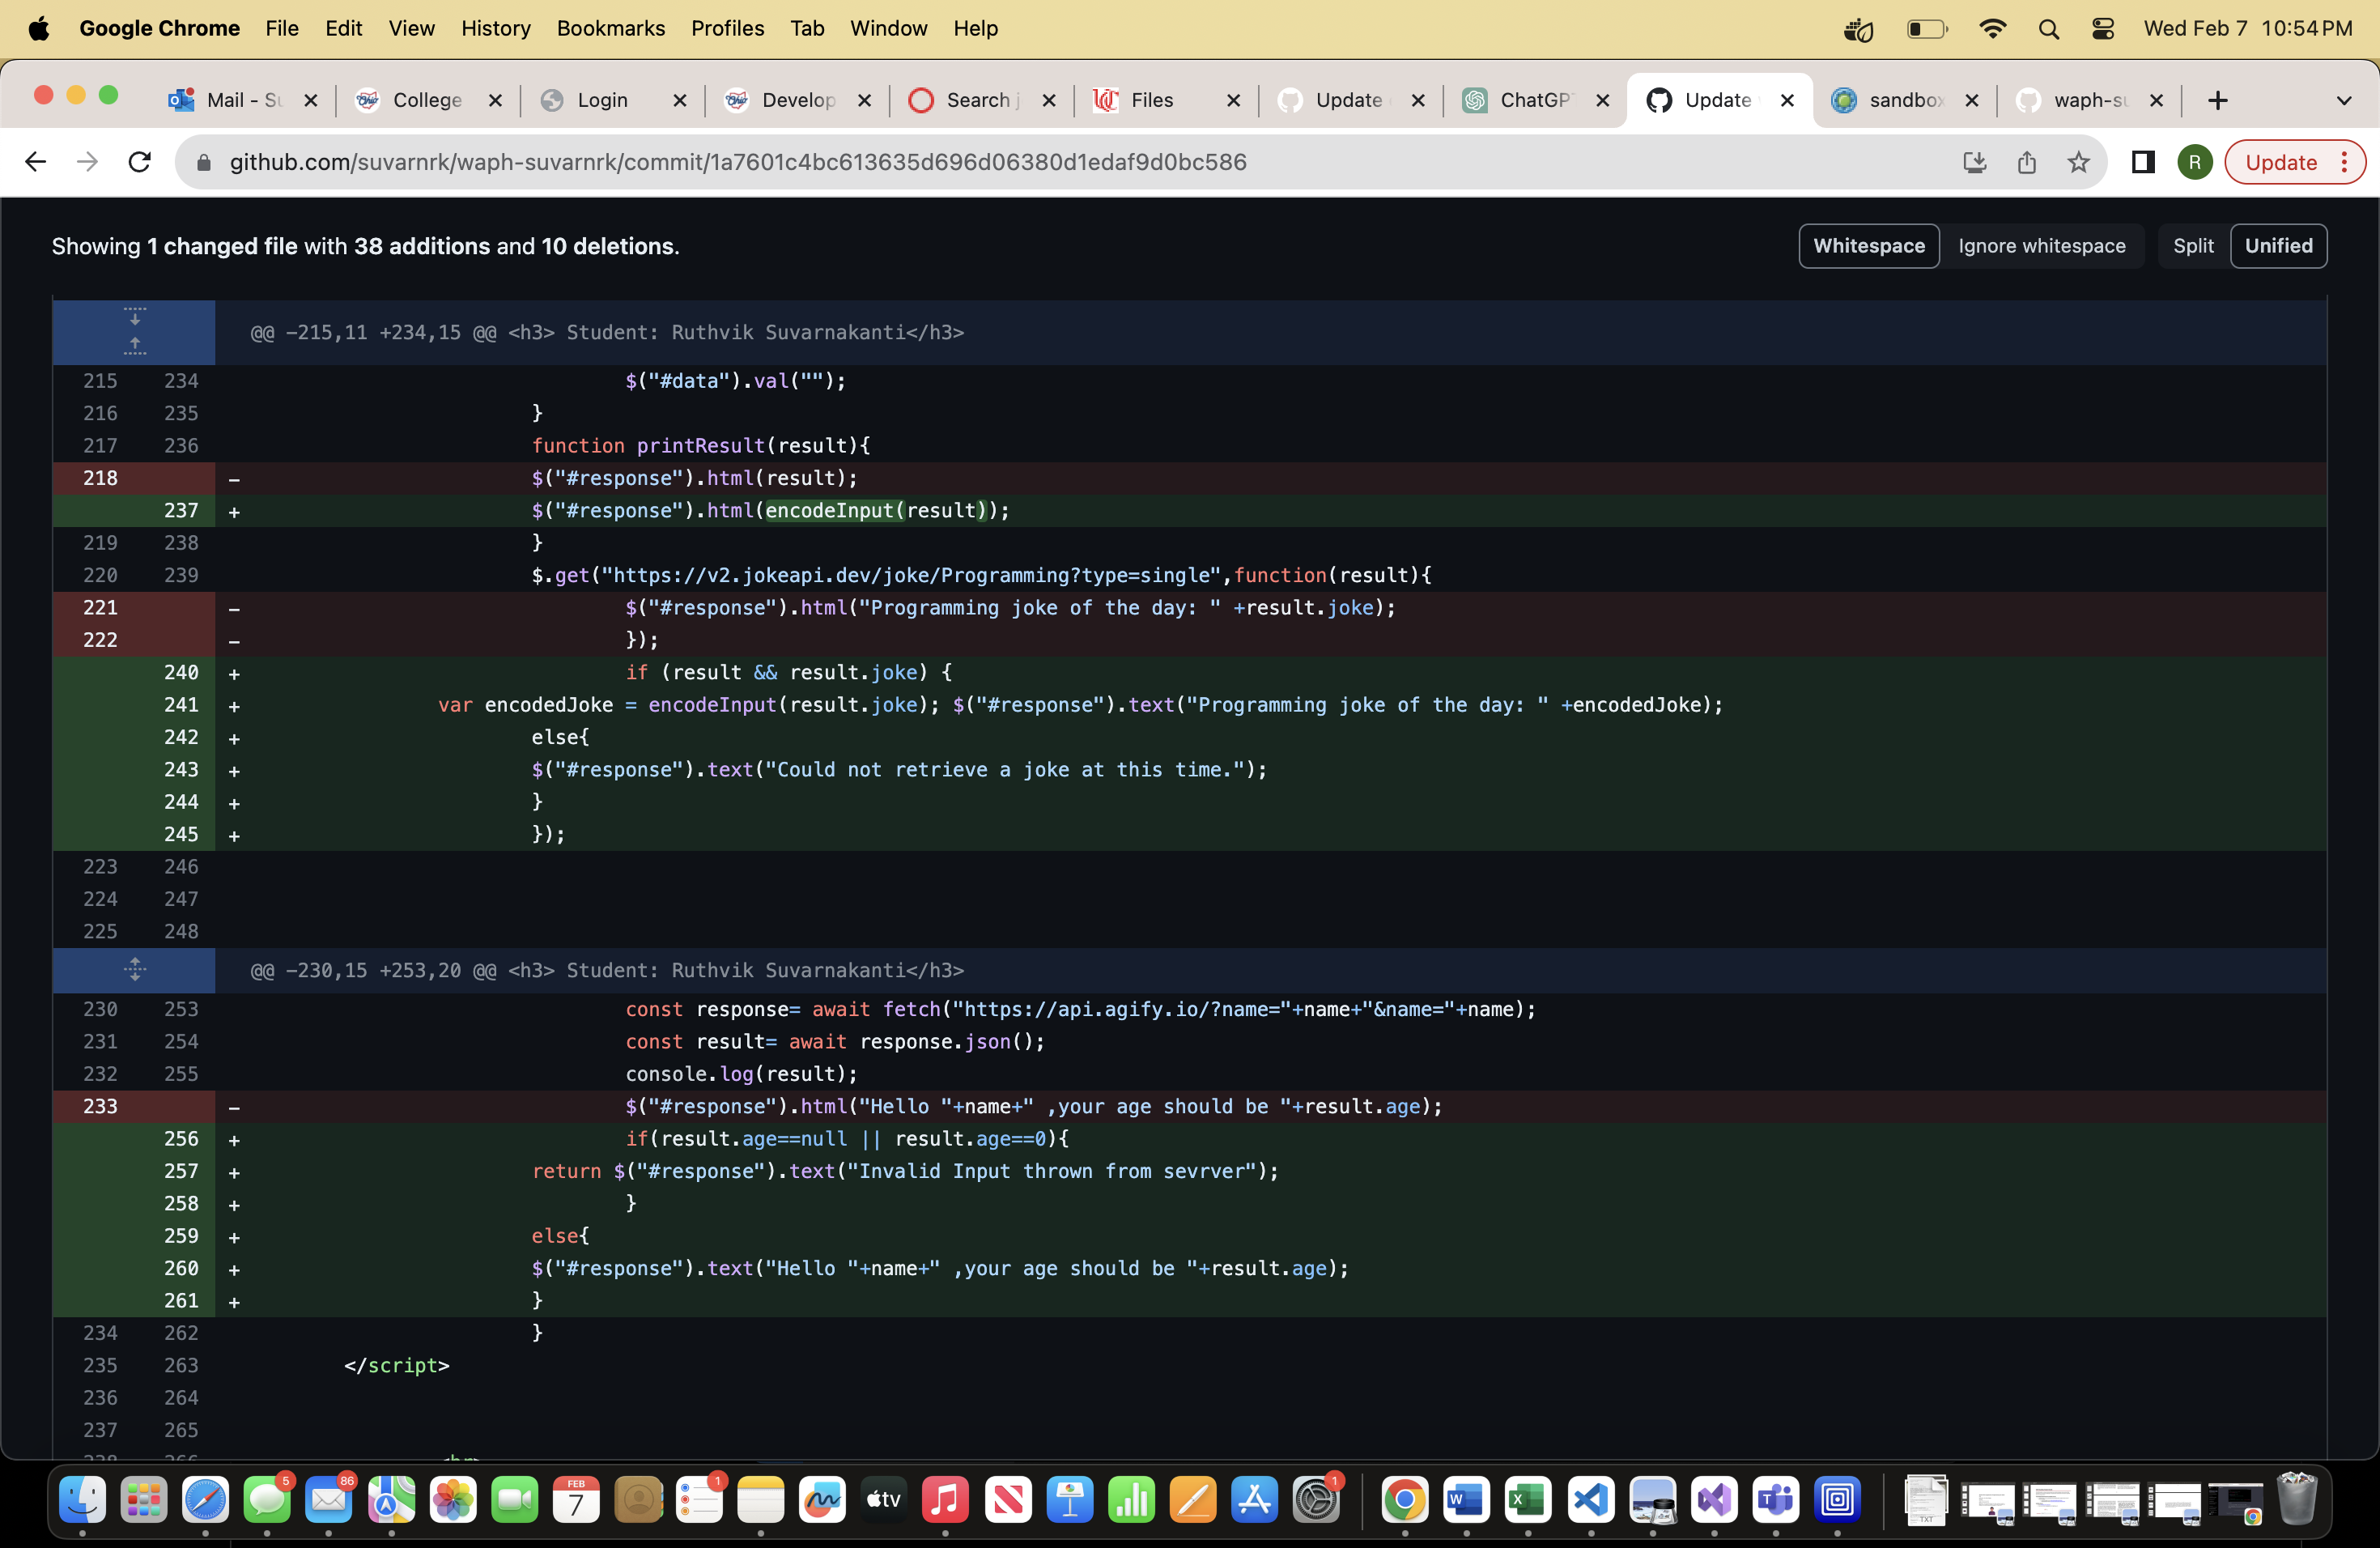 Google Chrome File Edit View History Bookmarks Profiles Tab Window Help Wed Feb 7 10:54 PM
Mail - Su College Login Develop Search j Files Update ChatGP Update sandbox waph-su
github.com/suvarnrk/waph-suvarnrk/commit/1a7601c4bc613635d696d06380d1edaf9d0bc586 R Update
Showing 1 changed file with 38 additions and 10 deletions. Whitespace Ignore whitespace Split Unified
@@ -215,11 +234,15 @@ <h3> Student: Ruthvik Suvarnakanti</h3>
215 234 $("#data").val("");
216 235 }
217 236 function printResult(result){
218 - $("#response").html(result);
237 + $("#response").html(encodeInput(result));
219 238 }
220 239 $.get("https://v2.jokeapi.dev/joke/Programming?type=single",function(result){
221 - $("#response").html("Programming joke of the day: " +result.joke);
222 - });
240 + if (result && result.joke) {
241 + var encodedJoke = encodeInput(result.joke); $("#response").text("Programming joke of the day: " +encodedJoke);
242 + else{
243 + $("#response").text("Could not retrieve a joke at this time.");
244 + }
245 + });
223 246
224 247
225 248
@@ -230,15 +253,20 @@ <h3> Student: Ruthvik Suvarnakanti</h3>
230 253 const response= await fetch("https://api.agify.io/?name="+name+"&name="+name);
231 254 const result= await response.json();
232 255 console.log(result);
233 - $("#response").html("Hello "+name+" ,your age should be "+result.age);
256 + if(result.age==null || result.age==0){
257 + return $("#response").text("Invalid Input thrown from sevrver");
258 + }
259 + else{
260 + $("#response").text("Hello "+name+" ,your age should be "+result.age);
261 + }
234 262 }
235 263 </script>
236 264
237 265
5 86 FEB 7 1 tv 1 W X T TXT